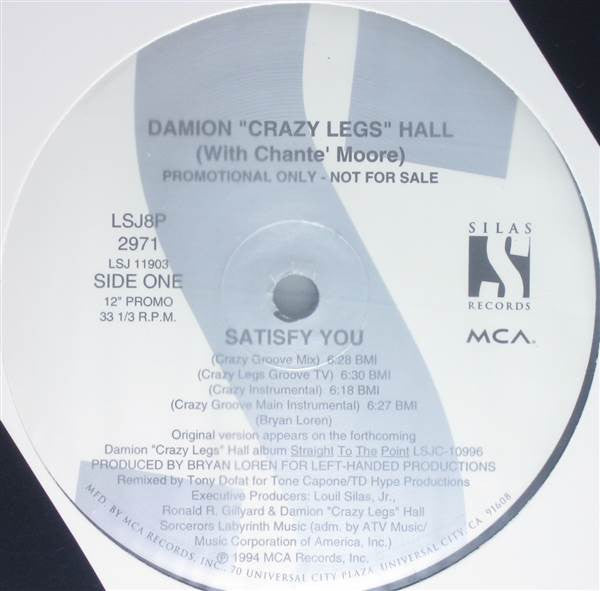 DAMION "CRAZY LEGS" HALL
(With Chante' Moore)
PROMOTIONAL ONLY - NOT FOR SALE
LSJ8P
2971
LSJ 11903
SIDE ONE
12" PROMO
33 1/3 R.P.M.
SILAS
S
RECORDS
MCA®
SATISFY YOU
(Crazy Groove Mix) 6:28 BMI
(Crazy Legs Groove TV) 6:30 BMI
(Crazy Instrumental) 6:18 BMI
(Crazy Groove Main Instrumental) 6:27 BMI
(Bryan Loren)
Original version appears on the forthcoming
Damion "Crazy Legs" Hall album Straight To The Point LSJC-10996
PRODUCED BY BRYAN LOREN FOR LEFT-HANDED PRODUCTIONS
Remixed by Tony Dofat for Tone Capone/TD Hype Productions
Executive Producers: Louil Silas, Jr.,
Ronald R. Gillyard & Damion "Crazy Legs" Hall
Sorcerors Labyrinth Music (adm. by ATV Music/
Music Corporation of America, Inc.)
℗ 1994 MCA Records, Inc.
MFD. BY MCA RECORDS, INC., 70 UNIVERSAL CITY PLAZA, UNIVERSAL CITY, CA. 91608